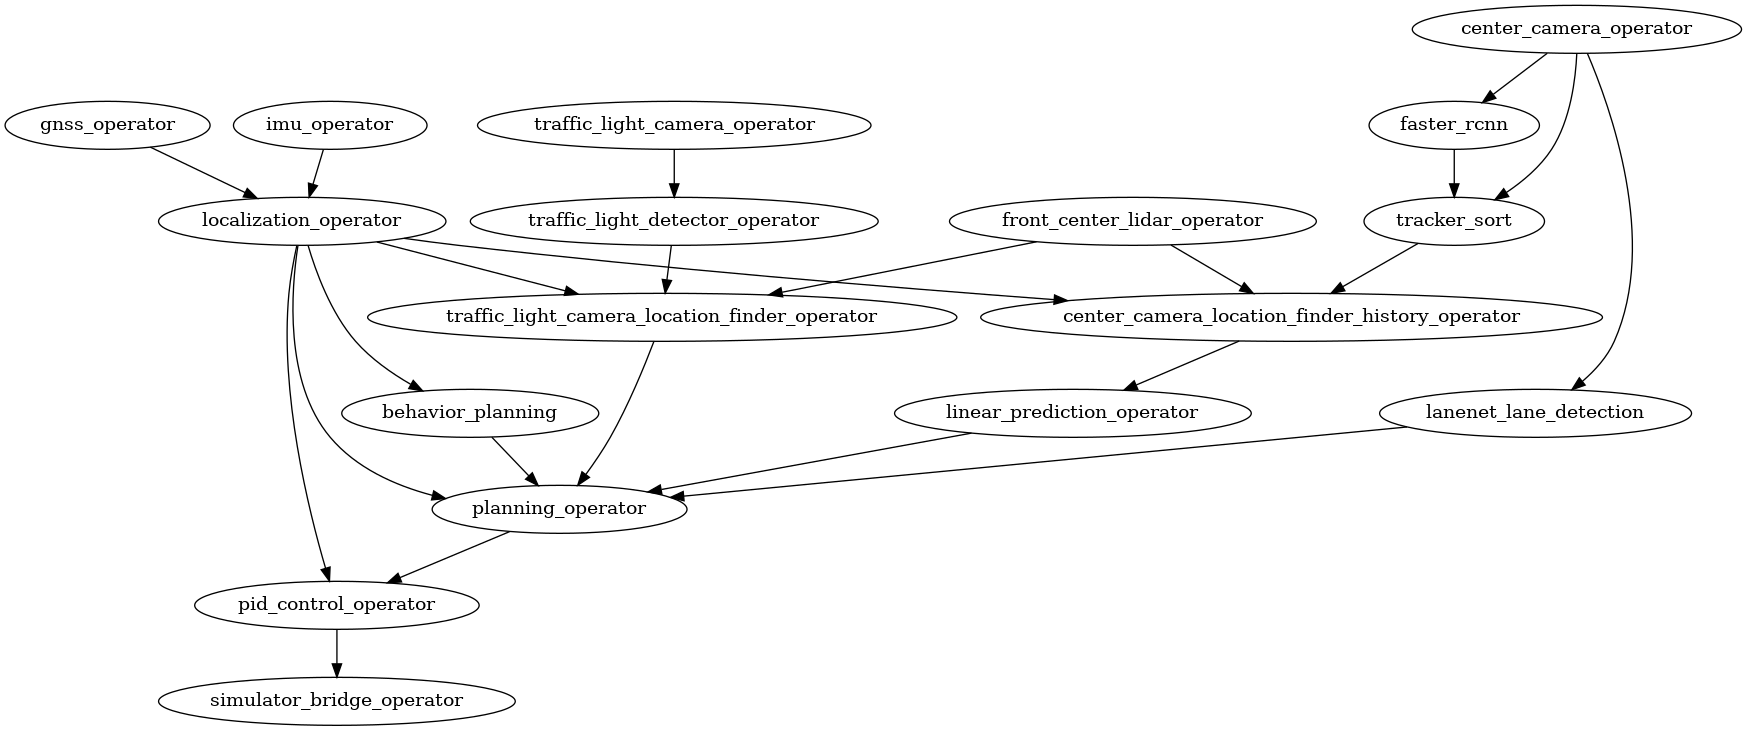 center_camera_operator
gnss_operator
imu_operator
traffic_light_camera_operator
faster_rcnn
localization_operator
traffic_light_detector_operator
front_center_lidar_operator
tracker_sort
traffic_light_camera_location_finder_operator
center_camera_location_finder_history_operator
behavior_planning
linear_prediction_operator
lanenet_lane_detection
planning_operator
pid_control_operator
simulator_bridge_operator